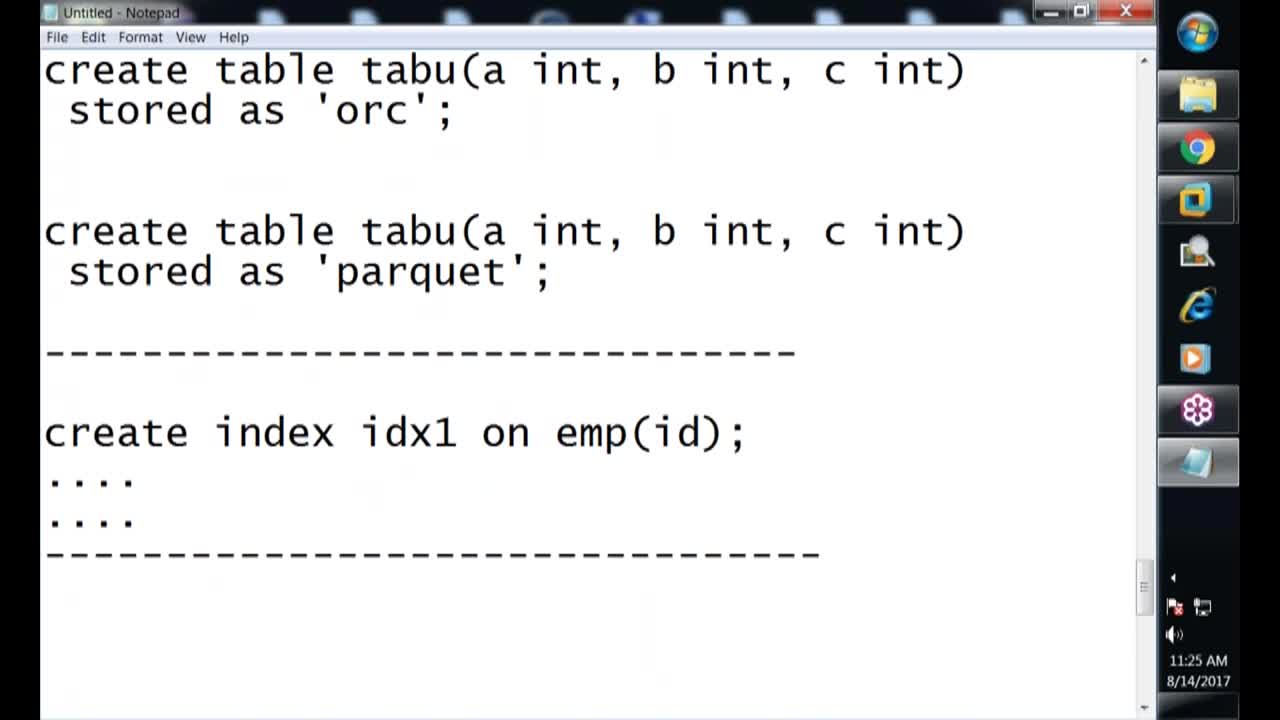 Untitled - Notepad
File Edit Format View Help
create table tabu(a int, b int, c int)
stored as 'orc';
create table tabu(a int, b int, c int)
stored as 'parquet';
-------------------------------
create index idx1 on emp(id);
....
....
--------------------------------
11:25 AM
8/14/2017